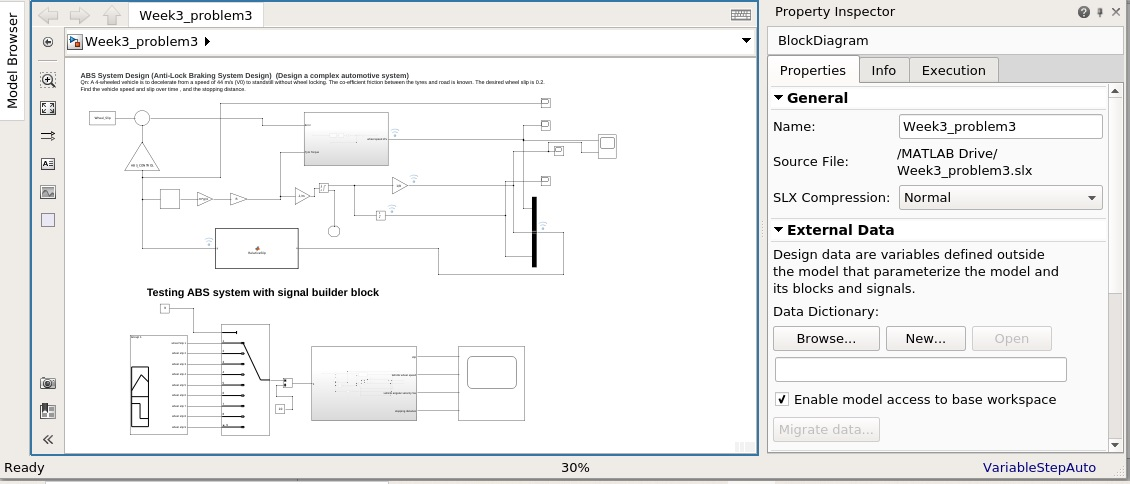 Model Browser
Week3_problem3
Week3_problem3
ABS System Design (Anti-Lock Braking System Design) (Design a complex automotive system)
Qn: A 4-wheeled vehicle is to decelerate from a speed of 44 m/s (V0) to standstill without wheel locking. The co-efficient friction between the tyres and road is known. The desired wheel slip is 0.2.
Find the vehicle speed and slip over time , and the stopping distance.
Testing ABS system with signal builder block
Property Inspector
BlockDiagram
Properties
Info
Execution
General
Name:
Week3_problem3
Source File:
/MATLAB Drive/
Week3_problem3.slx
SLX Compression:
Normal
External Data
Design data are variables defined outside
the model that parameterize the model and
its blocks and signals.
Data Dictionary:
Browse...
New...
Open
Enable model access to base workspace
Migrate data...
Ready
30%
VariableStepAuto